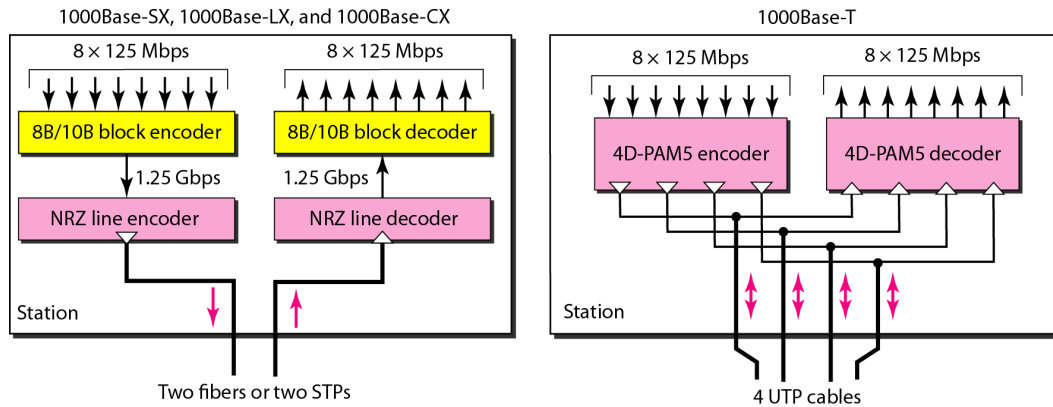 1000Base-SX, 1000Base-LX, and 1000Base-CX
8 × 125 Mbps
8 × 125 Mbps
8B/10B block encoder
8B/10B block decoder
1.25 Gbps
1.25 Gbps
NRZ line encoder
NRZ line decoder
Station
Two fibers or two STPs
1000Base-T
8 × 125 Mbps
8 × 125 Mbps
4D-PAM5 encoder
4D-PAM5 decoder
Station
4 UTP cables